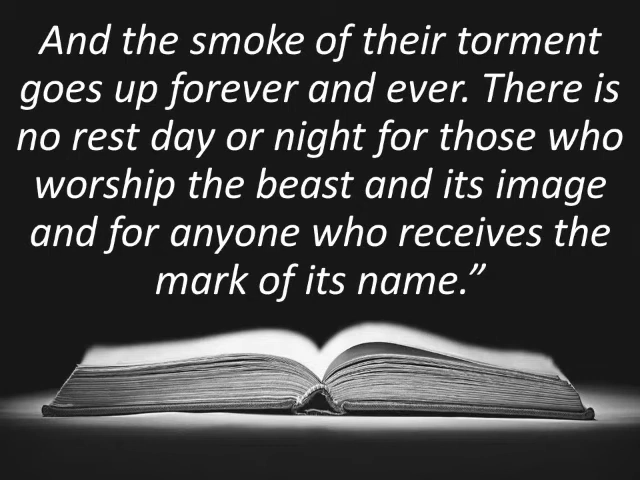 And the smoke of their torment
goes up forever and ever. There is
no rest day or night for those who
worship the beast and its image
and for anyone who receives the
mark of its name.”